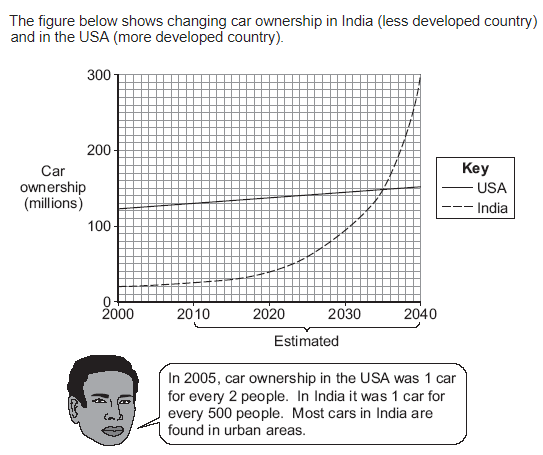 The figure below shows changing car ownership in India (less developed country)
and in the USA (more developed country).
300
200
100
0
Car
ownership
(millions)
2000
2010
2020
2030
2040
Estimated
Key
USA
India
In 2005, car ownership in the USA was 1 car
for every 2 people. In India it was 1 car for
every 500 people. Most cars in India are
found in urban areas.